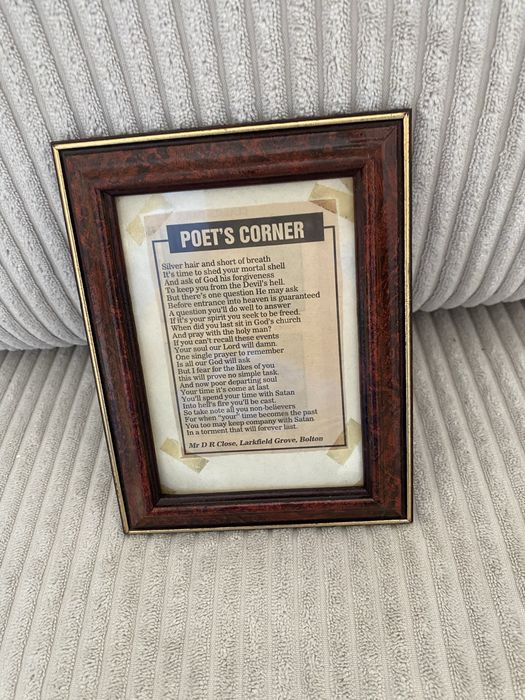 POET'S CORNER
Silver hair and short of breath
It's time to shed your mortal shell
And ask of God his forgiveness
To keep you from the Devil's hell.
But there's one question He may ask
Before entrance into heaven is guaranteed
A question you'll do well to answer
If it's your spirit you seek to be freed.
When did you last sit in God's church
And pray with the holy man?
If you can't recall these events
Your soul our Lord will damn.
One single prayer to remember
Is all our God will ask
But I fear for the likes of you
this will prove no simple task.
And now poor departing soul
Your time it's come at last
You'll spend your time with Satan
Into hell's fire you'll be cast.
So take note all you non-believers
For when "your" time becomes the past
You too may keep company with Satan
In a torment that will forever last.
Mr D R Close, Larkfield Grove, Bolton